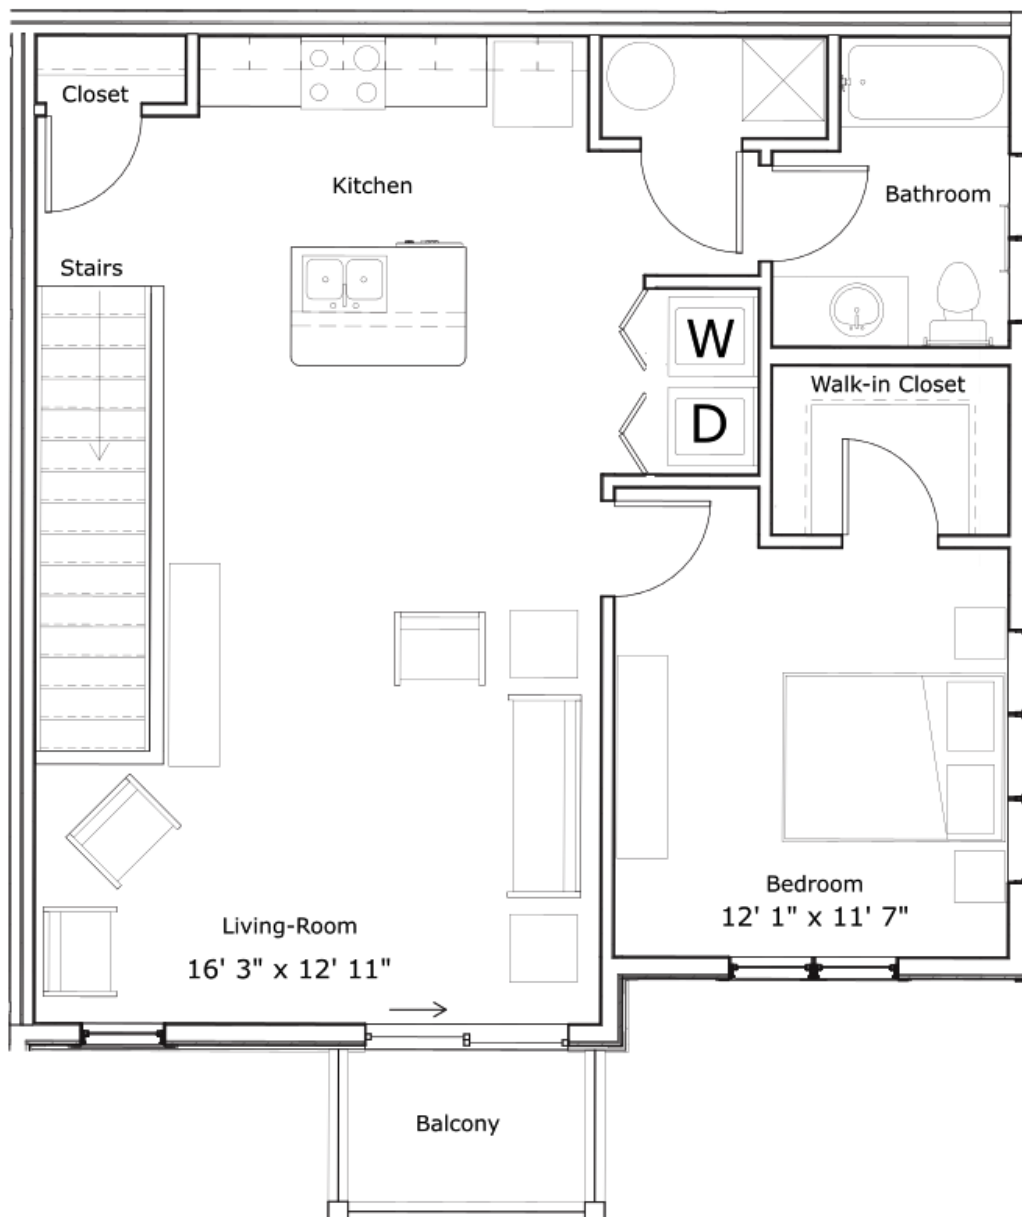 Closet
Kitchen
Bathroom
Stairs
W
Walk-in Closet
D
Bedroom
12' 1" x 11' 7"
Living-Room
16' 3" x 12' 11"
Balcony